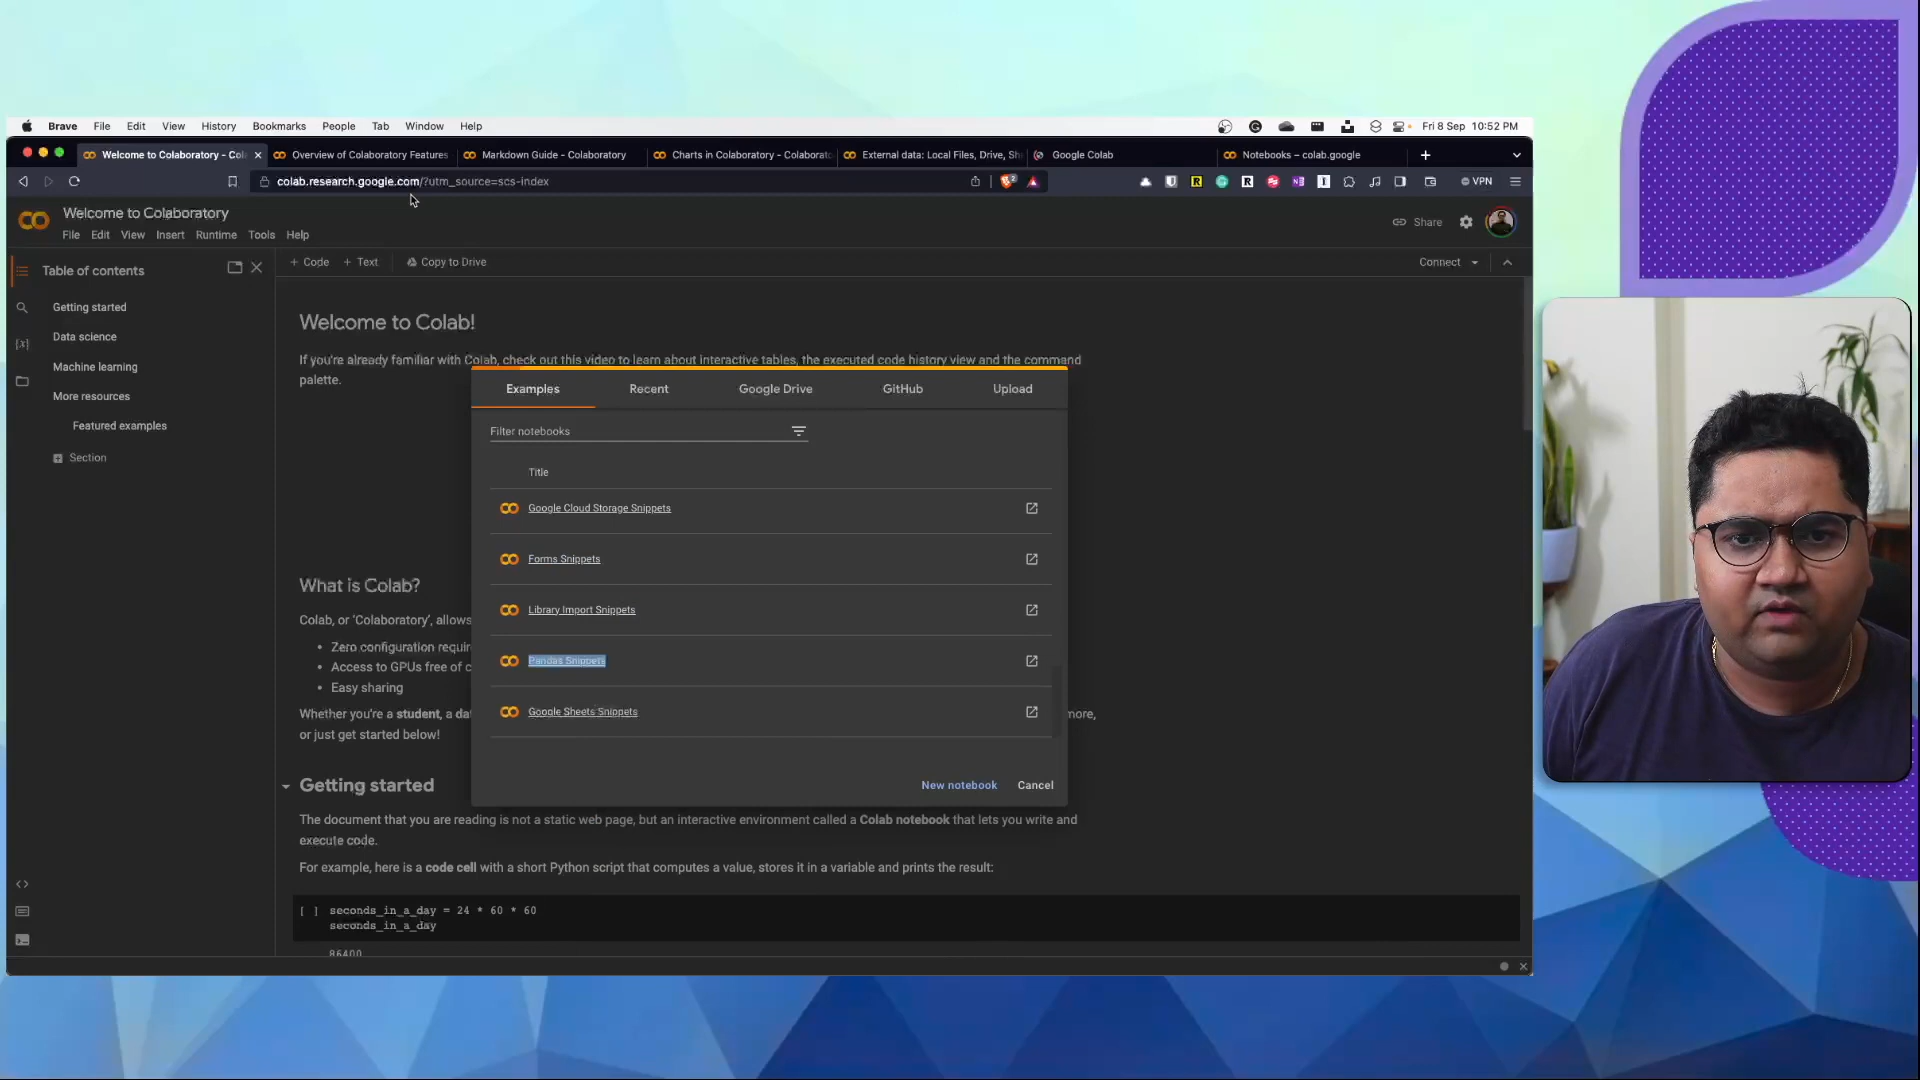 Brave File Edit View History Bookmarks People Tab Window Help Fri 8 Sep 10:52 PM
Welcome to Colaboratory - Col Overview of Colaboratory Features Markdown Guide - Colaboratory Charts in Colaboratory - Colaborat External data: Local Files, Drive, Sh Google Colab Notebooks – colab.google
colab.research.google.com/?utm_source=scs-index 2 VPN
Welcome to Colaboratory
Share
File Edit View Insert Runtime Tools Help
+ Code + Text Copy to Drive Connect
Table of contents
Getting started
Data science
Machine learning
More resources
Featured examples
Section
Welcome to Colab!
If you're already familiar with Colab, check out this video to learn about interactive tables, the executed code history view and the command
palette.
Examples Recent Google Drive GitHub Upload
Filter notebooks
Title
Google Cloud Storage Snippets
Forms Snippets
Library Import Snippets
Pandas Snippets
Google Sheets Snippets
New notebook Cancel
What is Colab?
Colab, or 'Colaboratory', allows
• Zero configuration requir
• Access to GPUs free of c
• Easy sharing
Whether you're a student, a da more,
or just get started below!
Getting started
The document that you are reading is not a static web page, but an interactive environment called a Colab notebook that lets you write and
execute code.
For example, here is a code cell with a short Python script that computes a value, stores it in a variable and prints the result:
[ ] seconds_in_a_day = 24 * 60 * 60
seconds_in_a_day
86400